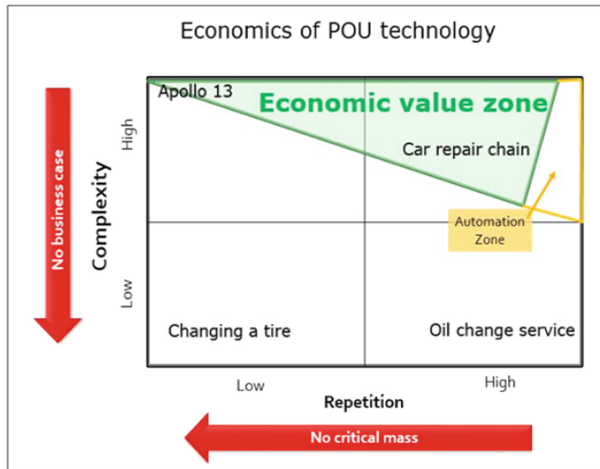 Economics of POU technology
No business case
Complexity
High
Low
Apollo 13
Economic value zone
Car repair chain
Automation
Zone
Changing a tire
Oil change service
Low
High
Repetition
No critical mass